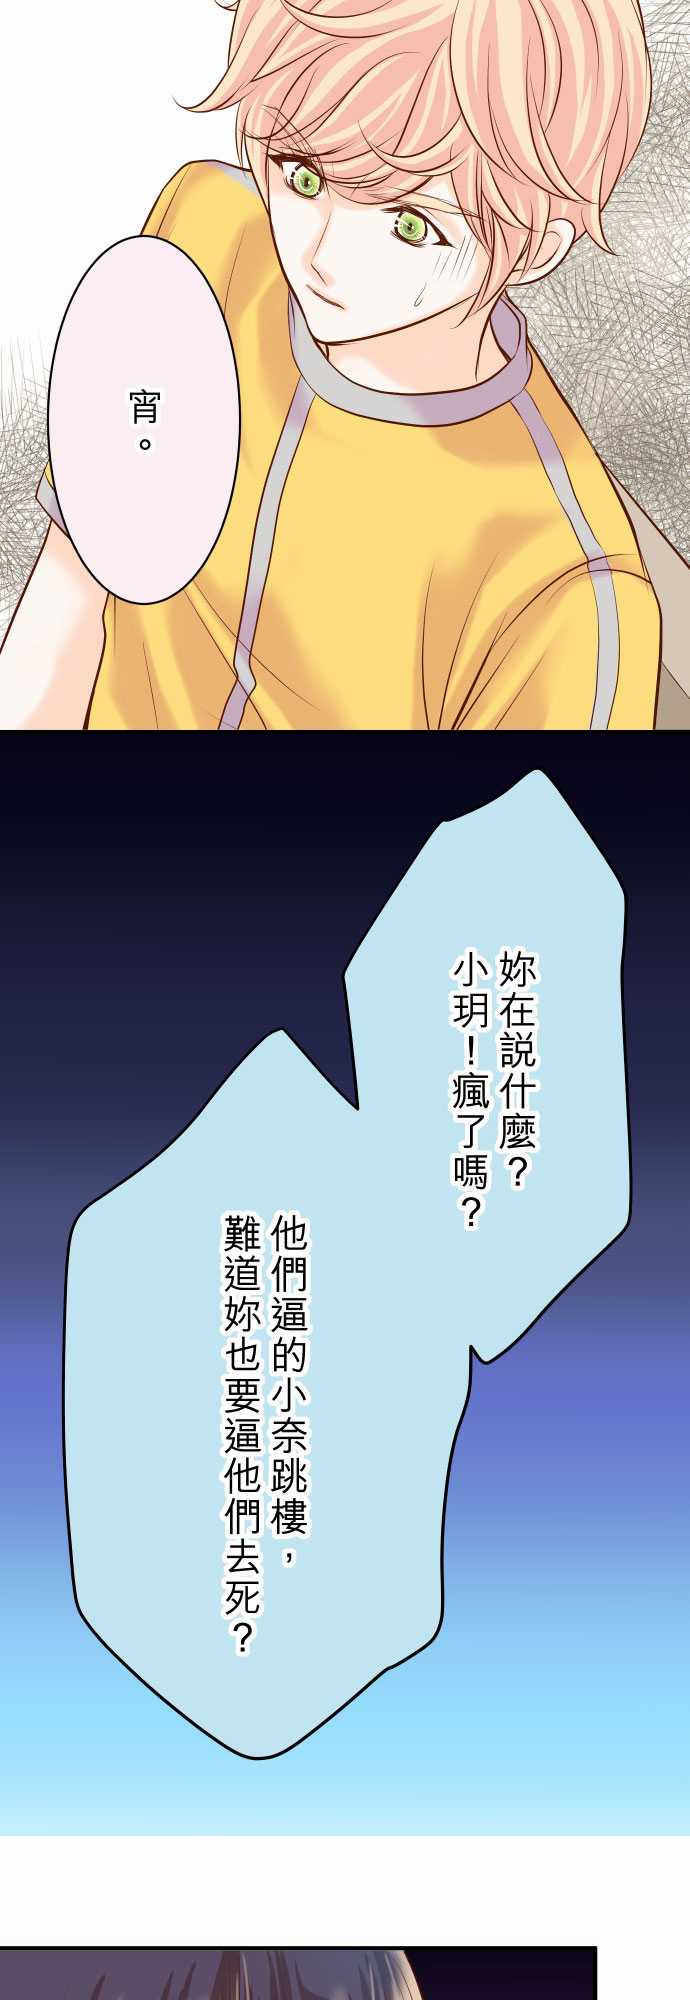 宵。
妳在說什麼？
小玥！瘋了嗎？
他們逼的小奈跳樓，
難道妳也要逼他們去死？